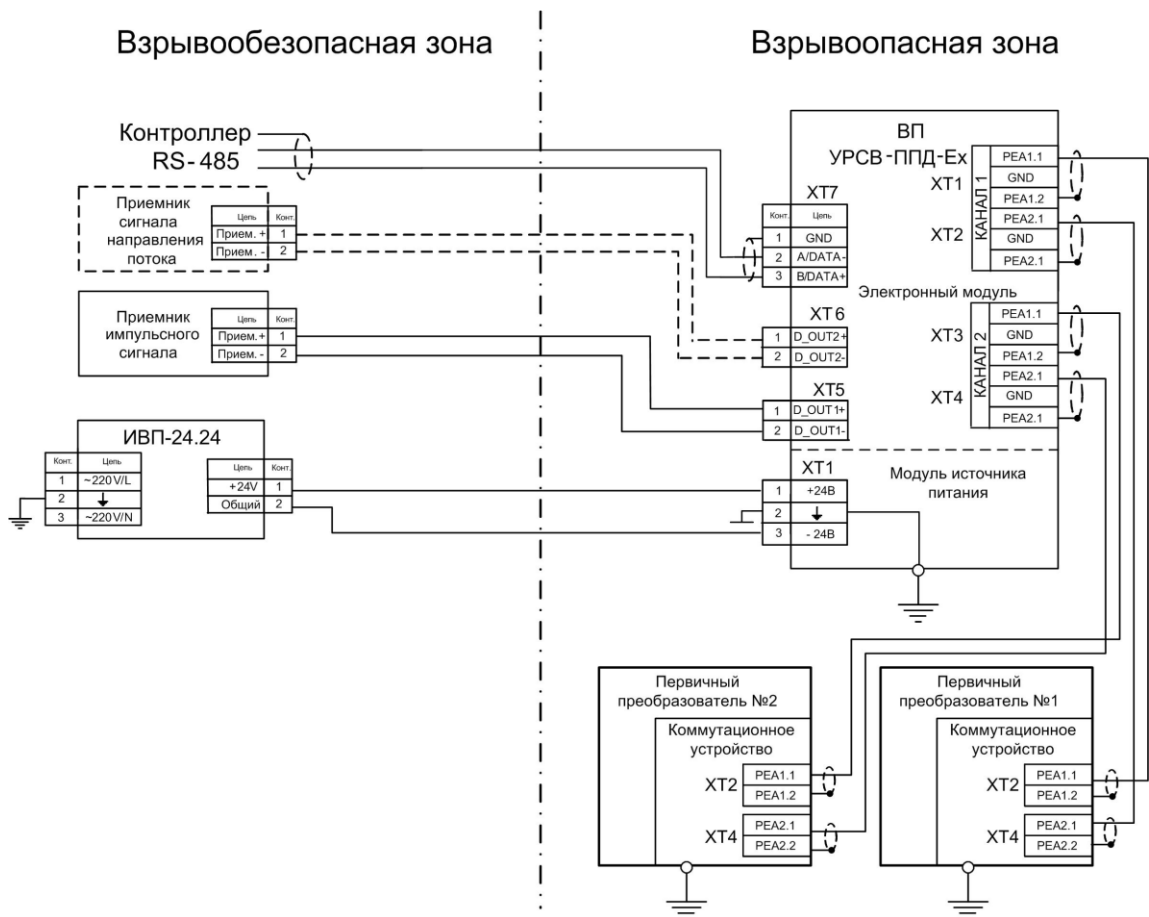 Взрывообезопасная зона
Взрывоопасная зона
Контроллер
RS-485
Приемник
сигнала
направления
потока
Цепь Конт.
Прием. + 1
Прием. - 2
Приемник
импульсного
сигнала
Цепь Конт.
Прием. + 1
Прием. - 2
ИВП-24.24
Конт. Цепь
1 ~220V/L
2
3 ~220V/N
Цепь Конт.
+24V 1
Общий 2
ВП
УРСВ-ППД-Ex
XT7
Конт. Цепь
1 GND
2 A/DATA-
3 B/DATA+
XT6
1 D_OUT2+
2 D_OUT2-
XT5
1 D_OUT1+
2 D_OUT1-
XT1
1 +24В
2
3 - 24В
КАНАЛ 1
XT1
PEA1.1
GND
PEA1.2
XT2
PEA2.1
GND
PEA2.1
Электронный модуль
КАНАЛ 2
XT3
PEA1.1
GND
PEA1.2
XT4
PEA2.1
GND
PEA2.1
Модуль источника
питания
Первичный
преобразователь №2
Коммутационное
устройство
XT2
PEA1.1
PEA1.2
XT4
PEA2.1
PEA2.2
Первичный
преобразователь №1
Коммутационное
устройство
XT2
PEA1.1
PEA1.2
XT4
PEA2.1
PEA2.2